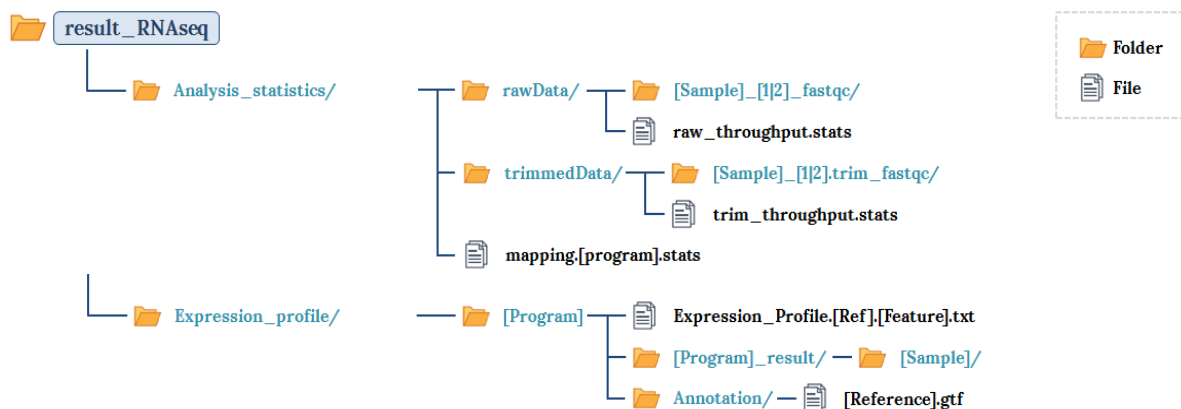 result_RNAseq
Folder
File
Analysis_statistics/
rawData/
[Sample]_[1|2]_fastqc/
raw_throughput.stats
trimmedData/
[Sample]_[1|2].trim_fastqc/
trim_throughput.stats
mapping.[program].stats
Expression_profile/
[Program]
Expression_Profile.[Ref].[Feature].txt
[Program]_result/
[Sample]/
Annotation/
[Reference].gtf